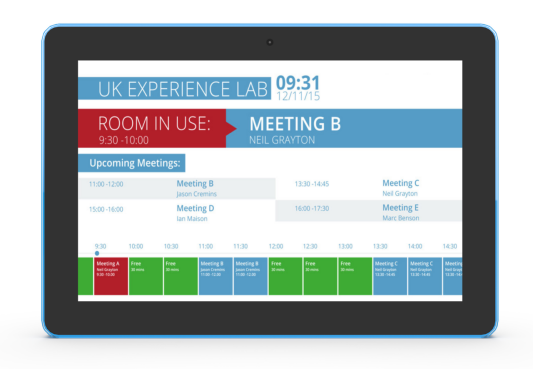 UK EXPERIENCE LAB
09:31
12/11/15
ROOM IN USE:
9:30 -10:00
MEETING B
NEIL GRAYTON
Upcoming Meetings:
11:00 -12:00
Meeting B
Jason Cremins
13:30 -14:45
Meeting C
Neil Grayton
15:00 -16:00
Meeting D
Ian Malson
16:00 -17:30
Meeting E
Marc Benson
9:30 10:00 10:30 11:00 11:30 12:00 12:30 13:00 13:30 14:00 14:30
Meeting A
Neil Grayton
9:30 -10:00
Free
30 mins
Free
30 mins
Meeting B
Jason Cremins
11:00 -12:00
Meeting B
Jason Cremins
11:00 -12:00
Free
30 mins
Free
30 mins
Free
30 mins
Meeting C
Neil Grayton
13:30 -14:45
Meeting C
Neil Grayton
13:30 -14:45